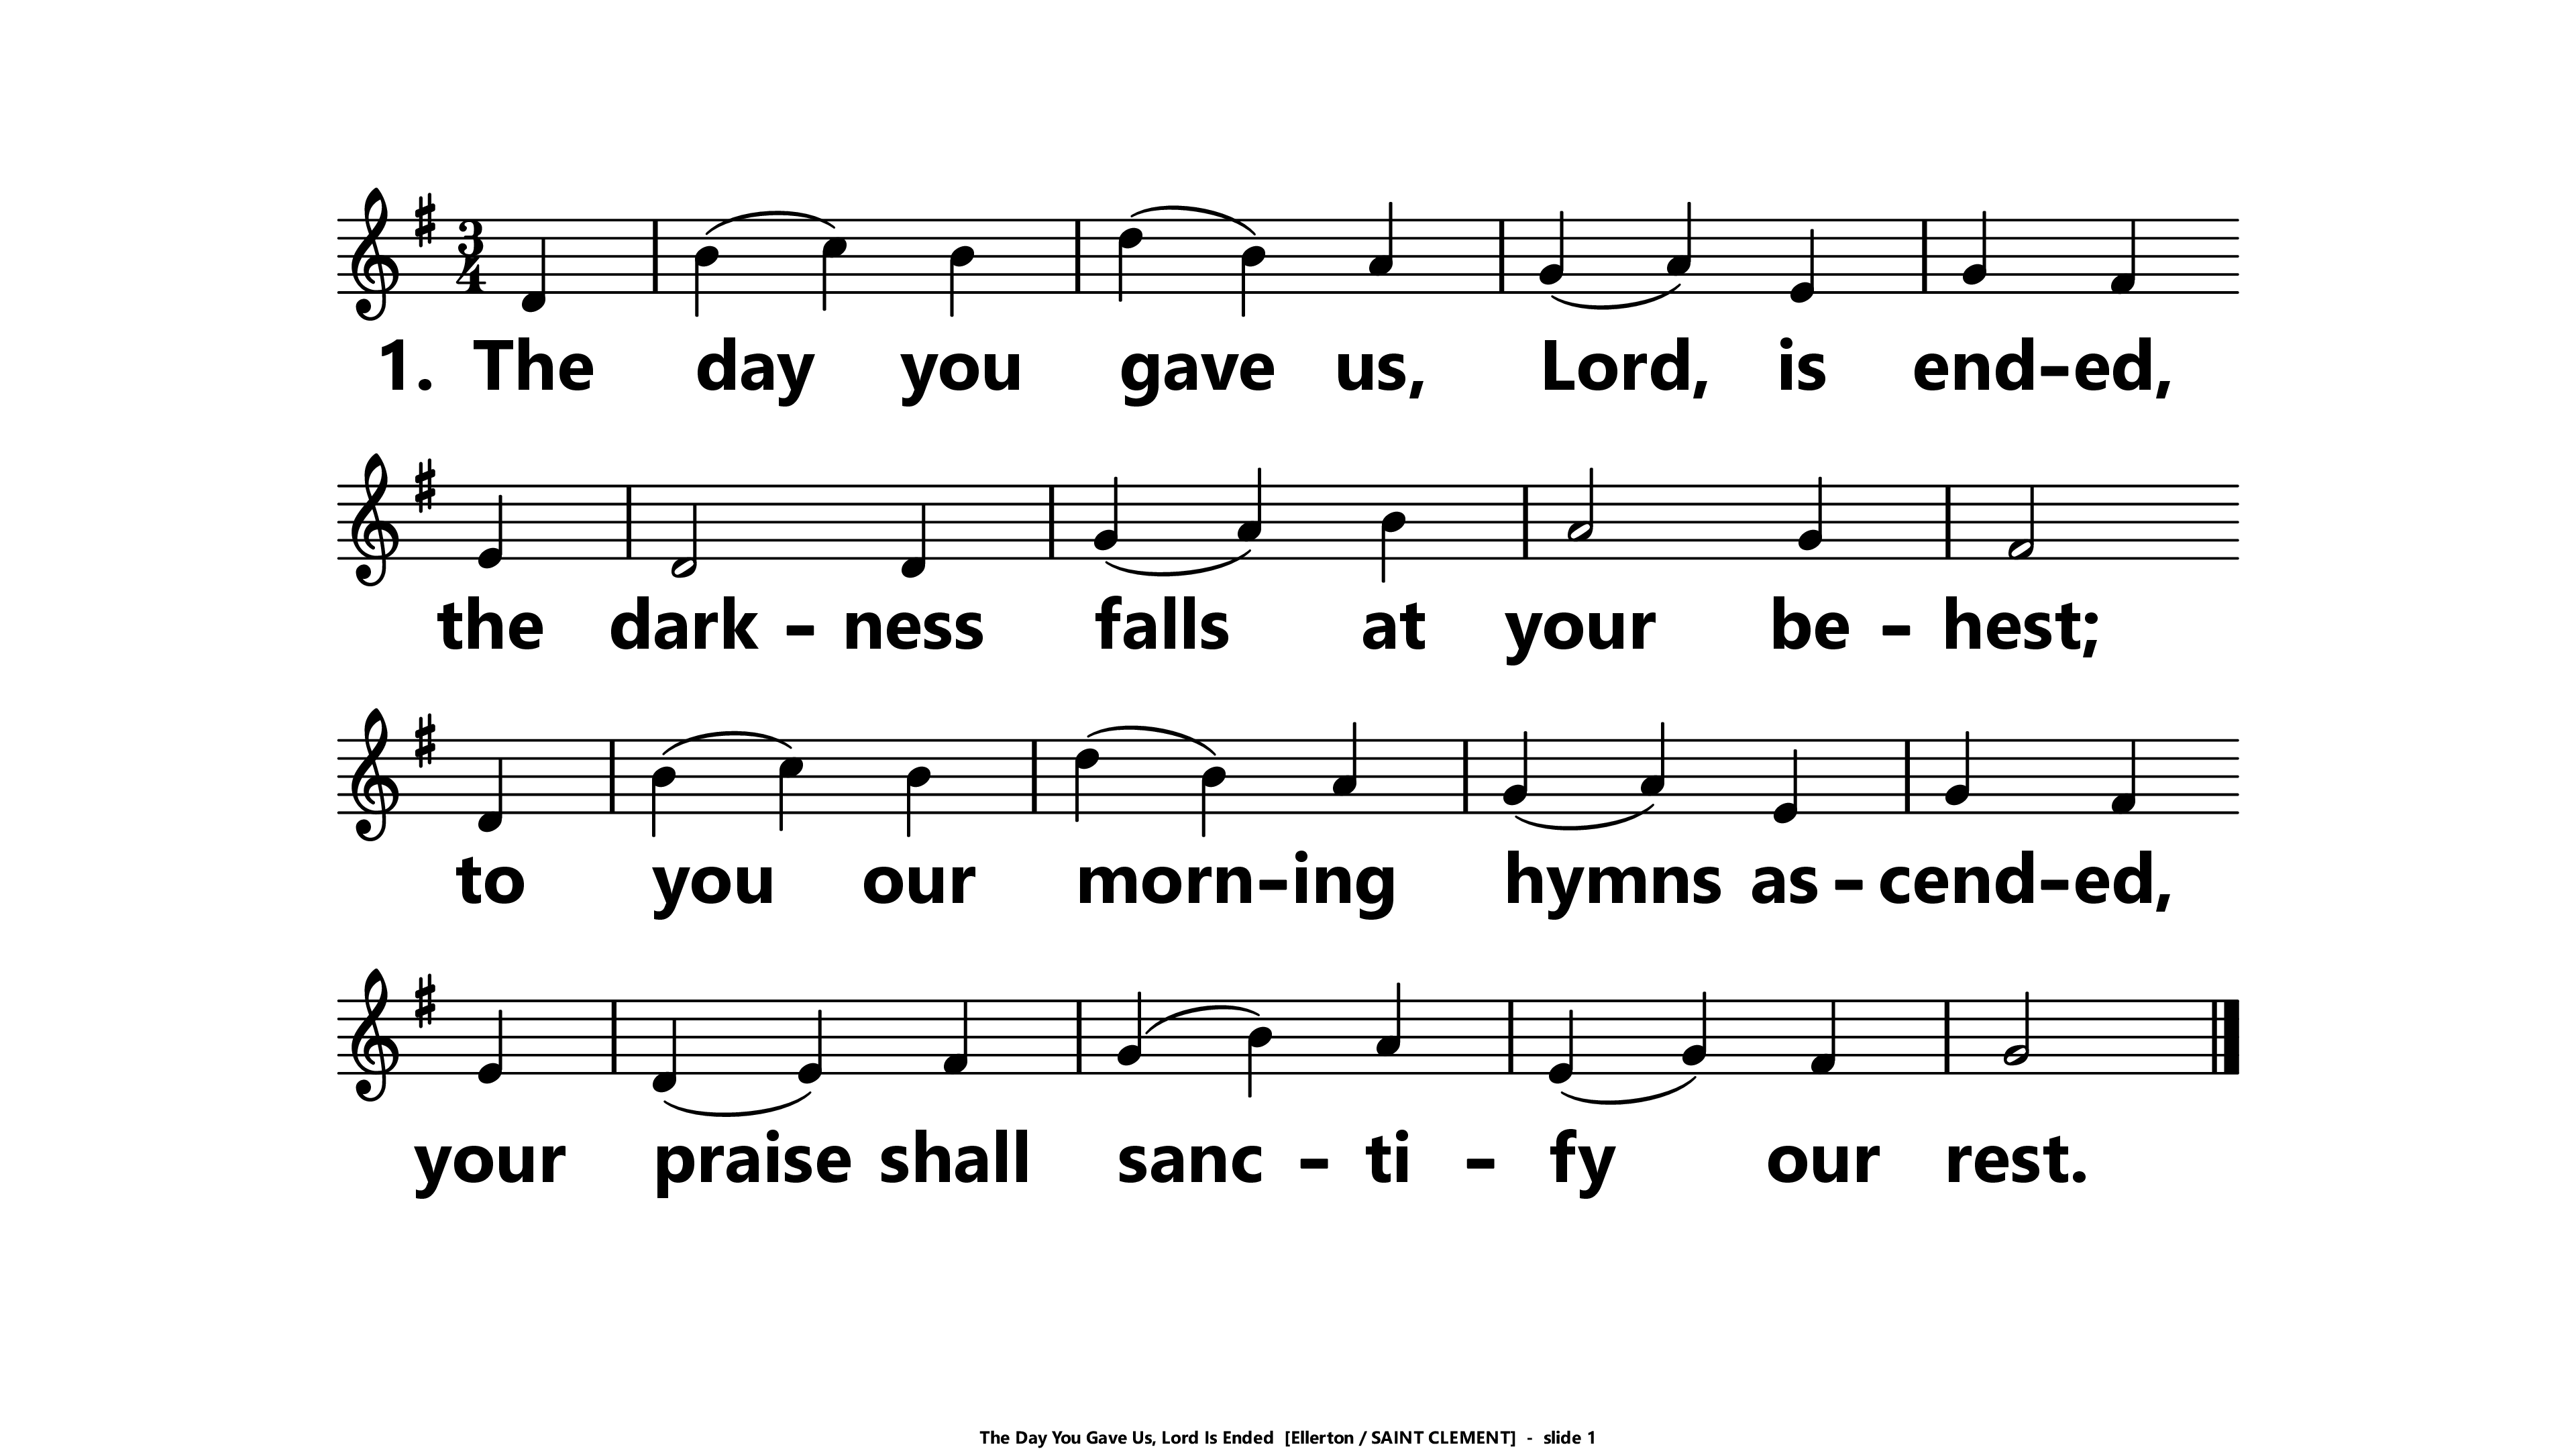 3
4
1. The day you gave us, Lord, is end-ed,
the dark - ness falls at your be - hest;
to you our morn-ing hymns as - cend-ed,
your praise shall sanc - ti - fy our rest.
The Day You Gave Us, Lord Is Ended [Ellerton / SAINT CLEMENT] - slide 1